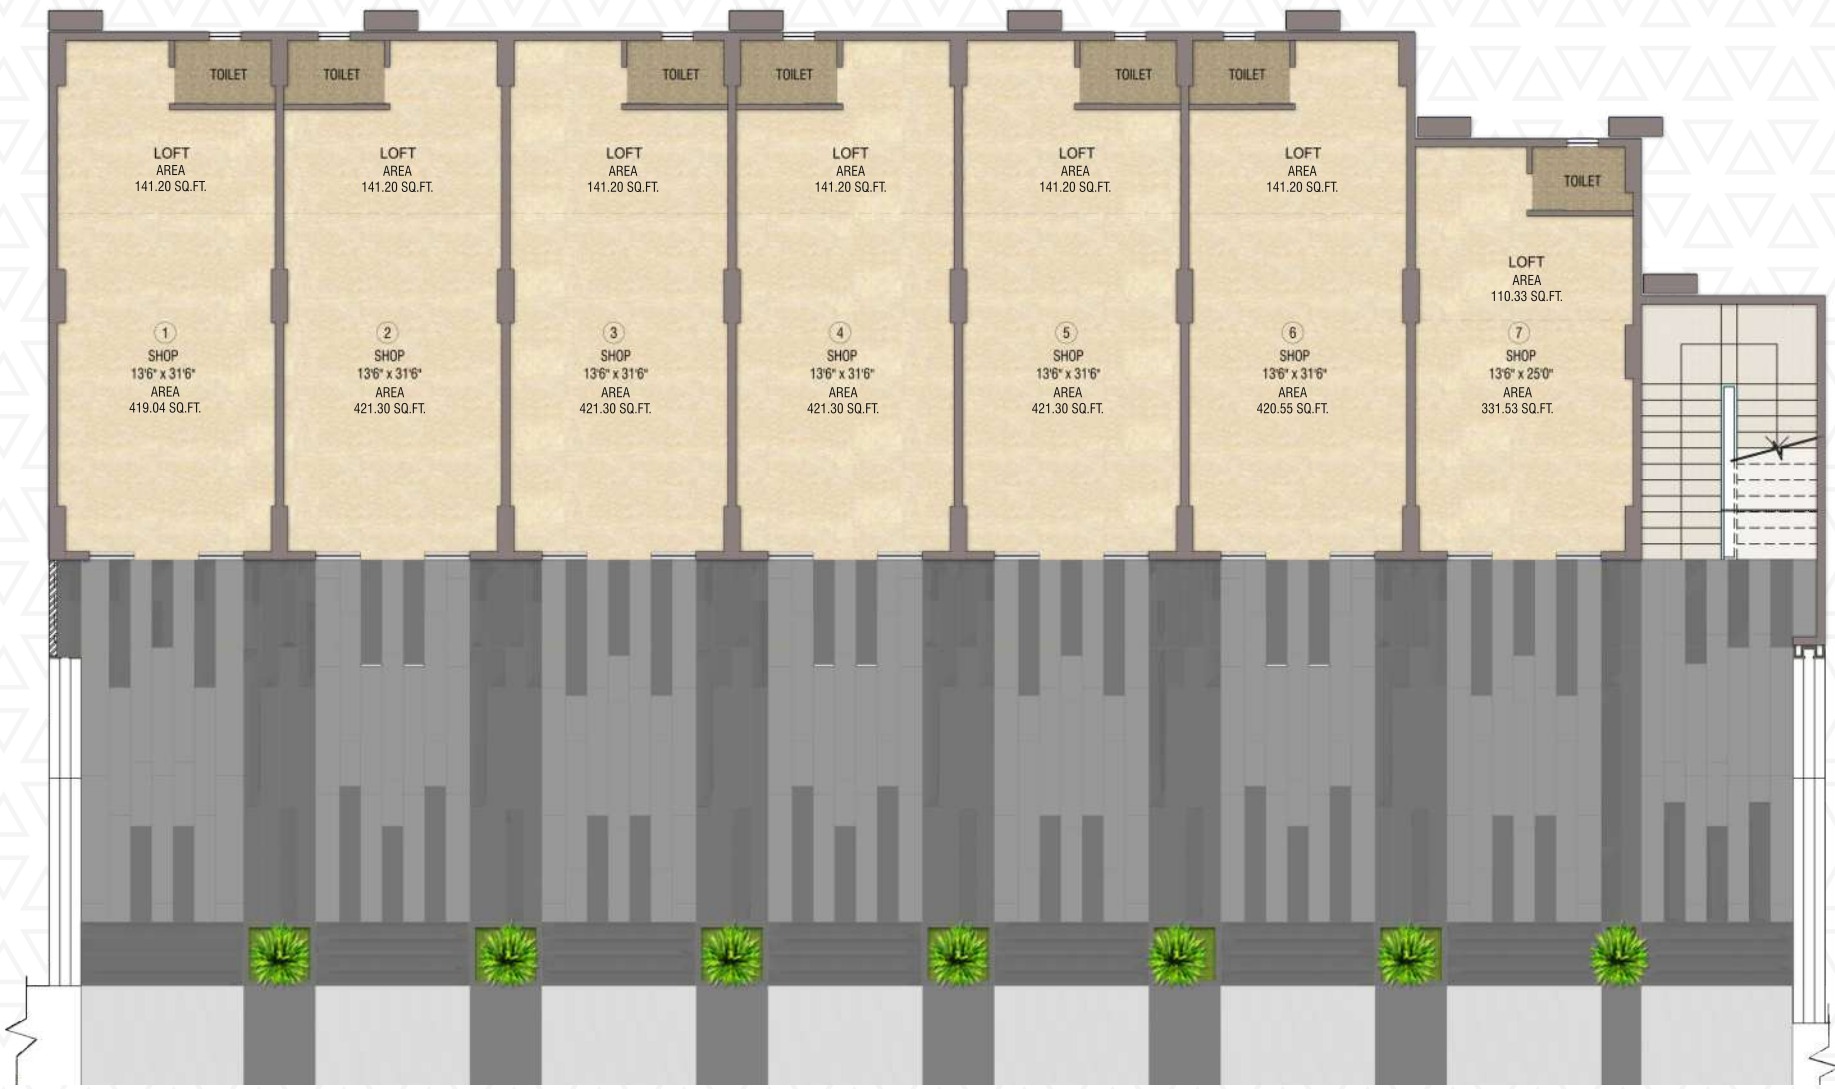 TOILET
TOILET
TOILET
TOILET
TOILET
TOILET
LOFT
AREA
141.20 SQ.FT.
LOFT
AREA
141.20 SQ.FT.
LOFT
AREA
141.20 SQ.FT.
LOFT
AREA
141.20 SQ.FT.
LOFT
AREA
141.20 SQ.FT.
LOFT
AREA
141.20 SQ.FT.
TOILET
LOFT
AREA
110.33 SQ.FT.
1
SHOP
13'6" x 31'6"
AREA
419.04 SQ.FT.
2
SHOP
13'6" x 31'6"
AREA
421.30 SQ.FT.
3
SHOP
13'6" x 31'6"
AREA
421.30 SQ.FT.
4
SHOP
13'6" x 31'6"
AREA
421.30 SQ.FT.
5
SHOP
13'6" x 31'6"
AREA
421.30 SQ.FT.
6
SHOP
13'6" x 31'6"
AREA
420.55 SQ.FT.
7
SHOP
13'6" x 25'0"
AREA
331.53 SQ.FT.